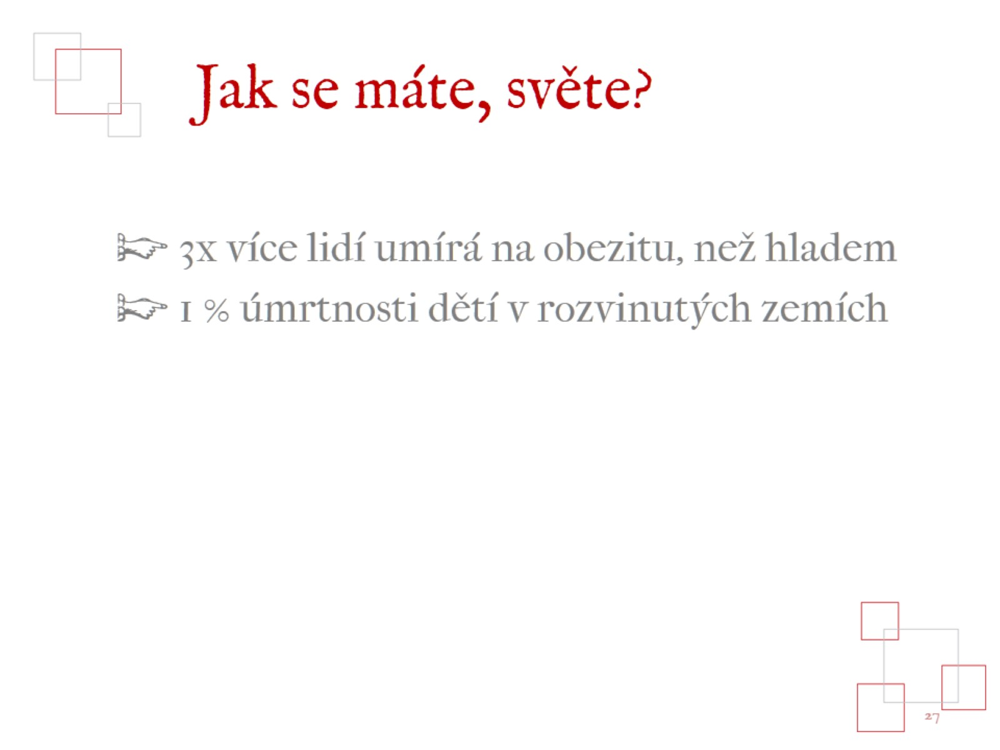 Jak se máte, světe?
☞ 3x více lidí umírá na obezitu, než hladem
☞ 1 % úmrtnosti dětí v rozvinutých zemích
27